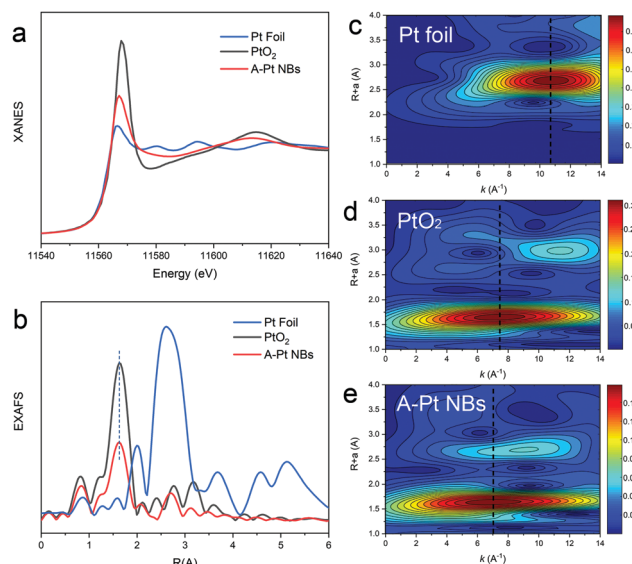 a
Pt Foil
PtO₂
A-Pt NBs
XANES
11540 11560 11580 11600 11620 11640
Energy (eV)
b
Pt Foil
PtO₂
A-Pt NBs
EXAFS
0 1 2 3 4 5 6
R(A)
c
Pt foil
4.0
3.5
3.0
2.5
2.0
1.5
1.0
R+a (A)
0 2 4 6 8 10 12 14
k (A⁻¹)
d
PtO₂
4.0
3.5
3.0
2.5
2.0
1.5
1.0
R+a (A)
0 2 4 6 8 10 12 14
k (A⁻¹)
e
A-Pt NBs
4.0
3.5
3.0
2.5
2.0
1.5
1.0
R+a (A)
0 2 4 6 8 10 12 14
k (A⁻¹)